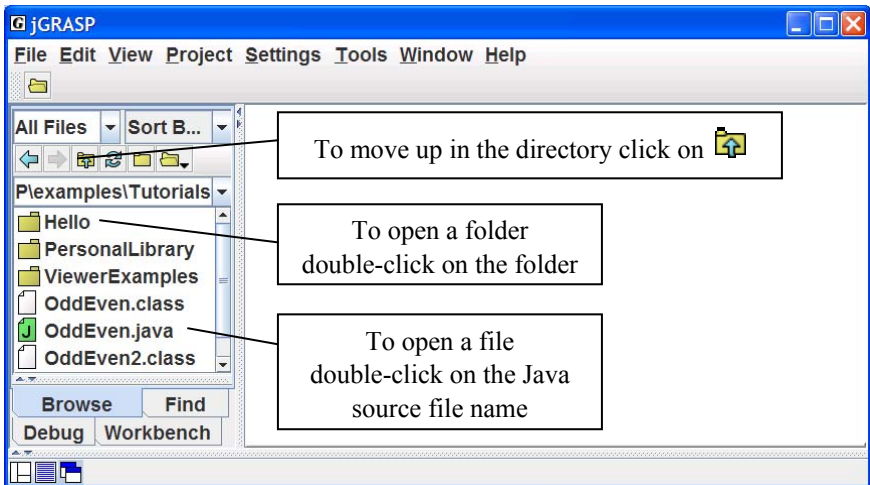 jGRASP
File Edit View Project Settings Tools Window Help
All Files Sort B...
To move up in the directory click on
P\examples\Tutorials
Hello
PersonalLibrary
ViewerExamples
OddEven.class
OddEven.java
OddEven2.class
To open a folder
double-click on the folder
To open a file
double-click on the Java
source file name
Browse Find
Debug Workbench